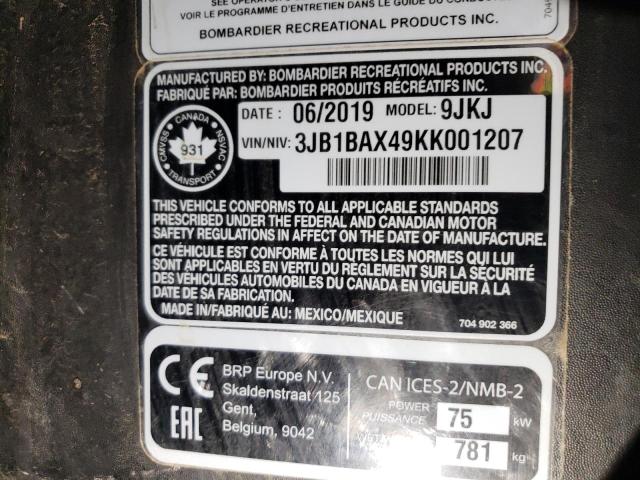 VOIR LE PROGRAMME D'ENTRETIEN DANS LE GUIDE DU
BOMBARDIER RECREATIONAL PRODUCTS INC.
MANUFACTURED BY: BOMBARDIER RECREATIONAL PRODUCTS INC.
FABRIQUÉ PAR: BOMBARDIER PRODUITS RÉCRÉATIFS INC.
CANADA
CMVSS
NSVAC
931
TRANSPORT
DATE : 06/2019 MODEL: 9JKJ
VIN/NIV: 3JB1BAX49KK001207
THIS VEHICLE CONFORMS TO ALL APPLICABLE STANDARDS
PRESCRIBED UNDER THE FEDERAL AND CANADIAN MOTOR
SAFETY REGULATIONS IN AFFECT ON THE DATE OF MANUFACTURE.
CE VÉHICULE EST CONFORME À TOUTES LES NORMES QUI LUI
SONT APPLICABLES EN VERTU DU RÈGLEMENT SUR LA SÉCURITÉ
DES VÉHICULES AUTOMOBILES DU CANADA EN VIGUEUR À LA
DATE DE SA FABRICATION.
MADE IN/FABRIQUÉ AU: MEXICO/MEXIQUE
704 902 366
CE
EAC
BRP Europe N.V.
Skaldenstraat 125
Gent,
Belgium, 9042
CAN ICES-2/NMB-2
POWER
PUISSANCE 75 kW
781 kg